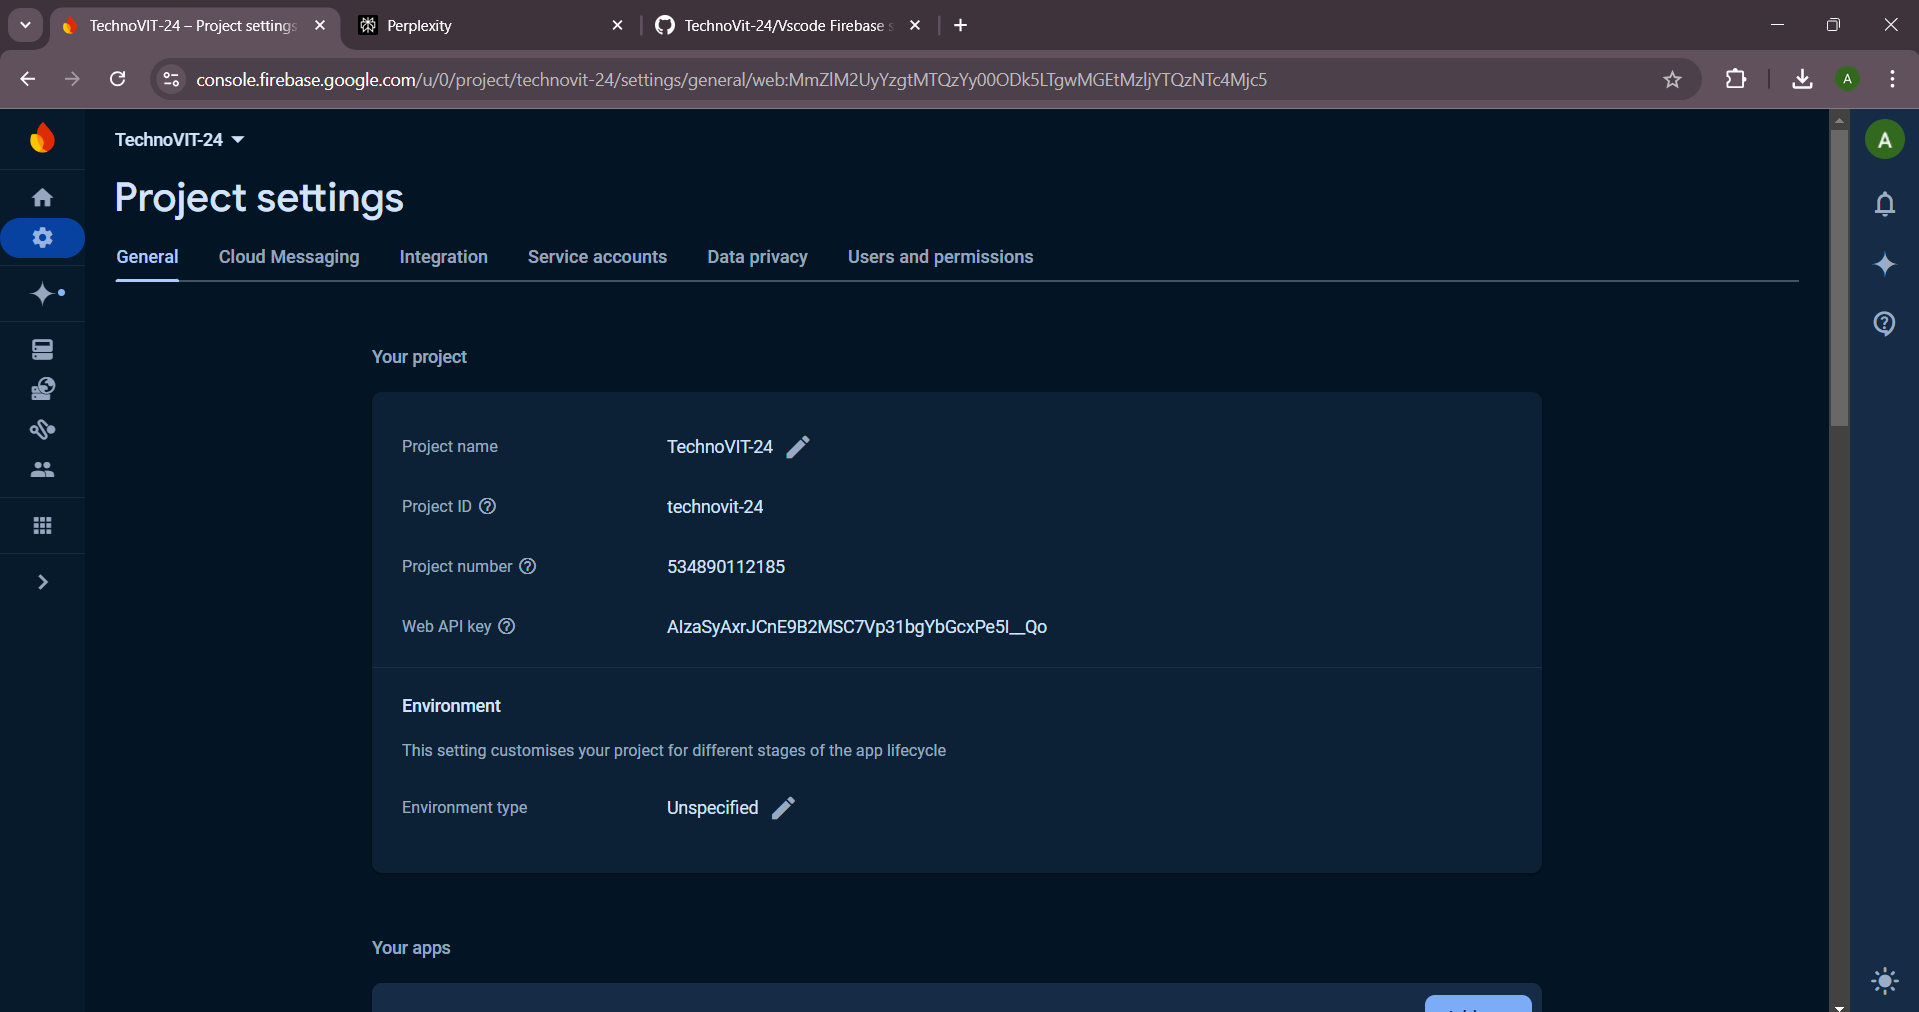 TechnoVIT-24 – Project settings
Perplexity
TechnoVit-24/Vscode Firebase s
console.firebase.google.com/u/0/project/technovit-24/settings/general/web:MmZlM2UyYzgtMTQzYy00ODk5LTgwMGEtMzljYTQzNTc4Mjc5
A
TechnoVIT-24
A
Project settings
General Cloud Messaging Integration Service accounts Data privacy Users and permissions
Your project
Project name TechnoVIT-24
Project ID technovit-24
Project number 534890112185
Web API key AIzaSyAxrJCnE9B2MSC7Vp31bgYbGcxPe5I__Qo
Environment
This setting customises your project for different stages of the app lifecycle
Environment type Unspecified
Your apps